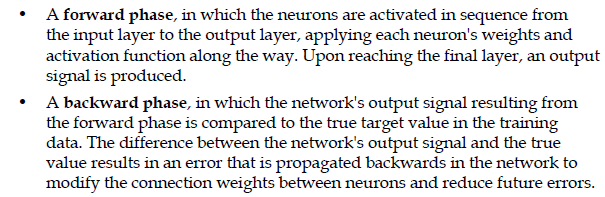 • A forward phase, in which the neurons are activated in sequence from
the input layer to the output layer, applying each neuron's weights and
activation function along the way. Upon reaching the final layer, an output
signal is produced.
• A backward phase, in which the network's output signal resulting from
the forward phase is compared to the true target value in the training
data. The difference between the network's output signal and the true
value results in an error that is propagated backwards in the network to
modify the connection weights between neurons and reduce future errors.